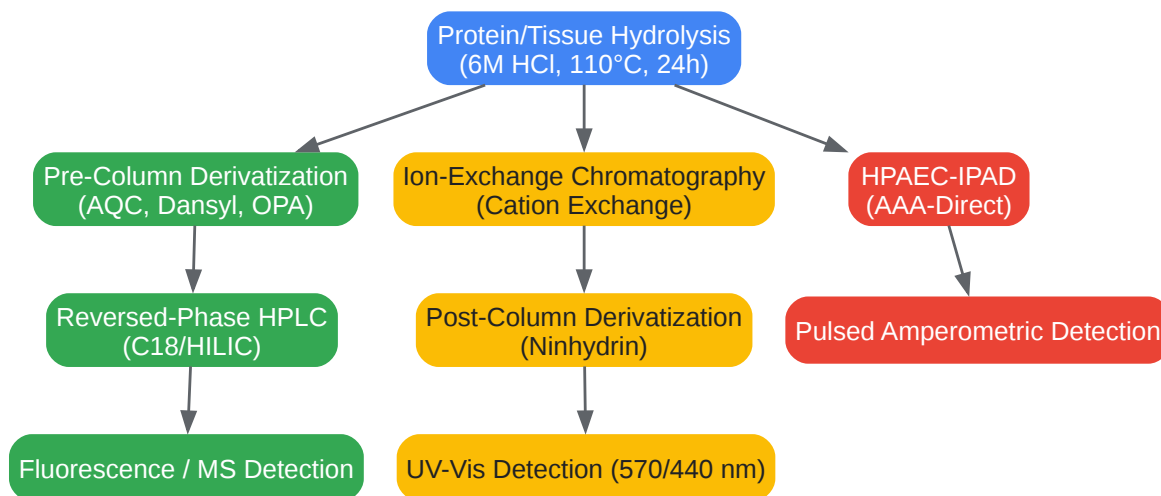 Protein/Tissue Hydrolysis
(6M HCl, 110°C, 24h)
Pre-Column Derivatization
(AQC, Dansyl, OPA)
Ion-Exchange Chromatography
(Cation Exchange)
HPAEC-IPAD
(AAA-Direct)
Reversed-Phase HPLC
(C18/HILIC)
Post-Column Derivatization
(Ninhydrin)
Pulsed Amperometric Detection
Fluorescence / MS Detection
UV-Vis Detection (570/440 nm)